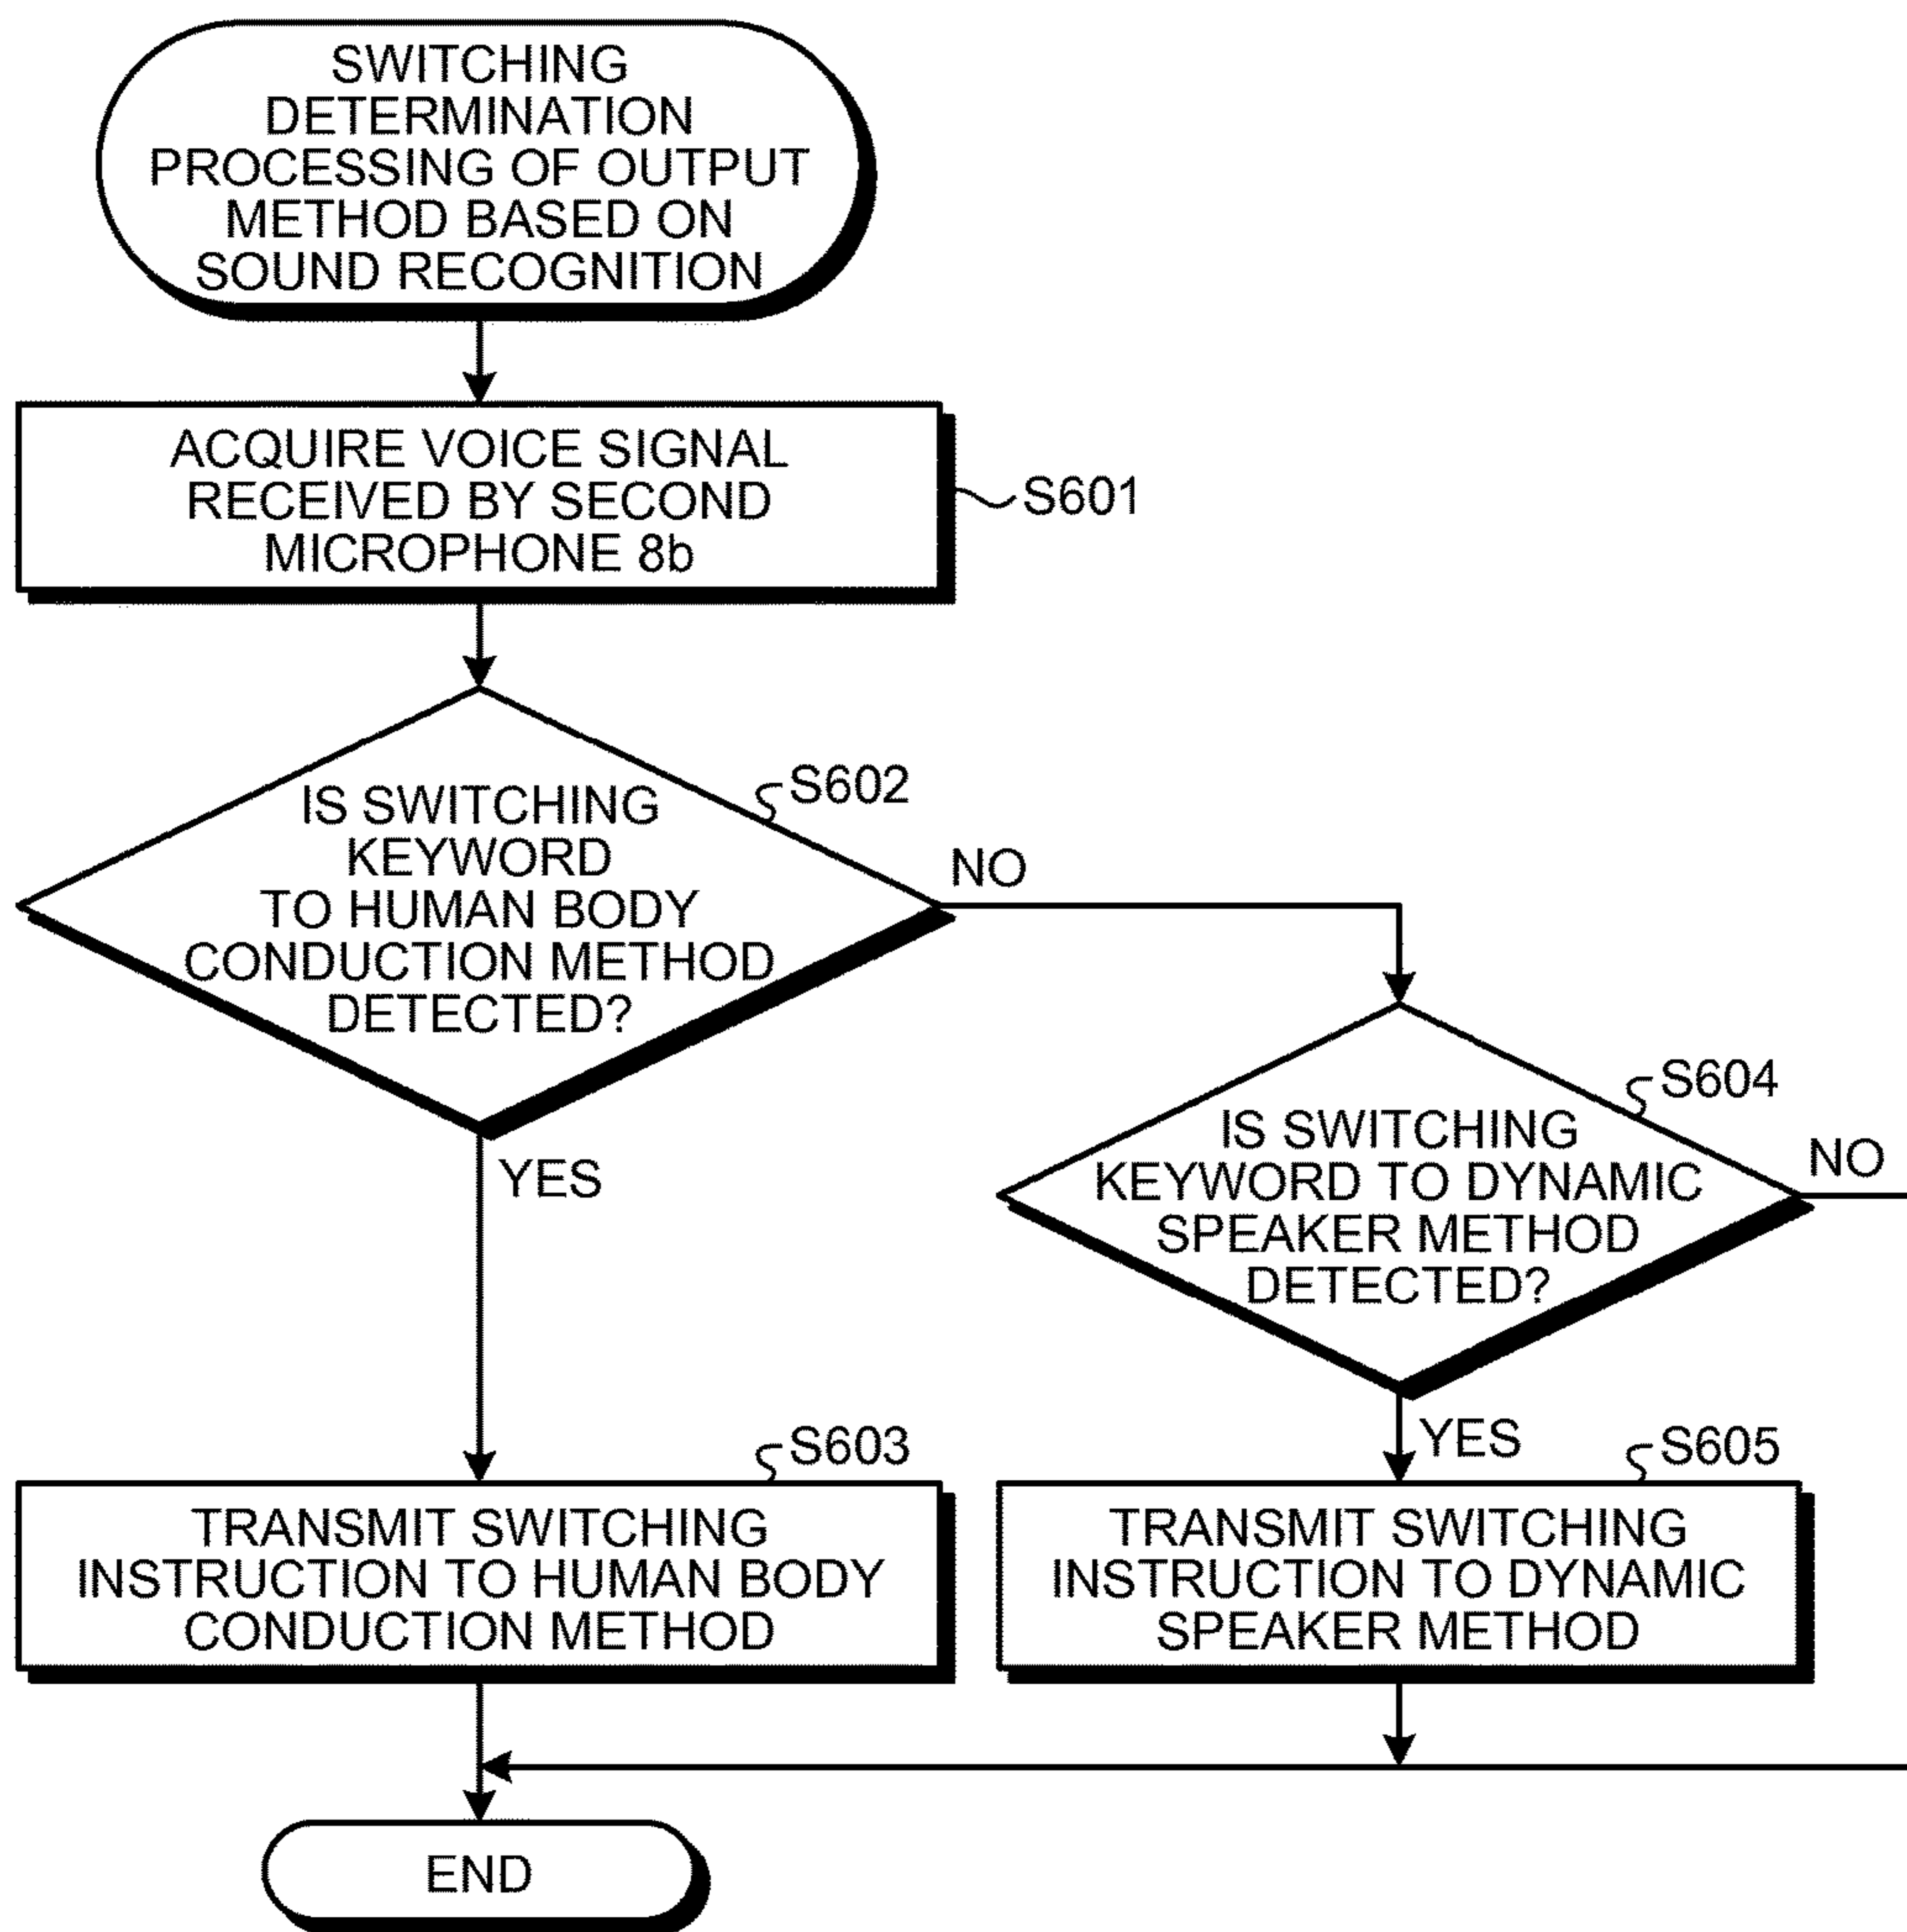 SWITCHING
DETERMINATION
PROCESSING OF OUTPUT
METHOD BASED ON
SOUND RECOGNITION
ACQUIRE VOICE SIGNAL
RECEIVED BY SECOND
MICROPHONE 8b
S601
IS SWITCHING
KEYWORD
TO HUMAN BODY
CONDUCTION METHOD
DETECTED?
S602
NO
YES
IS SWITCHING
KEYWORD TO DYNAMIC
SPEAKER METHOD
DETECTED?
S604
NO
YES
S603
TRANSMIT SWITCHING
INSTRUCTION TO HUMAN BODY
CONDUCTION METHOD
S605
TRANSMIT SWITCHING
INSTRUCTION TO DYNAMIC
SPEAKER METHOD
END